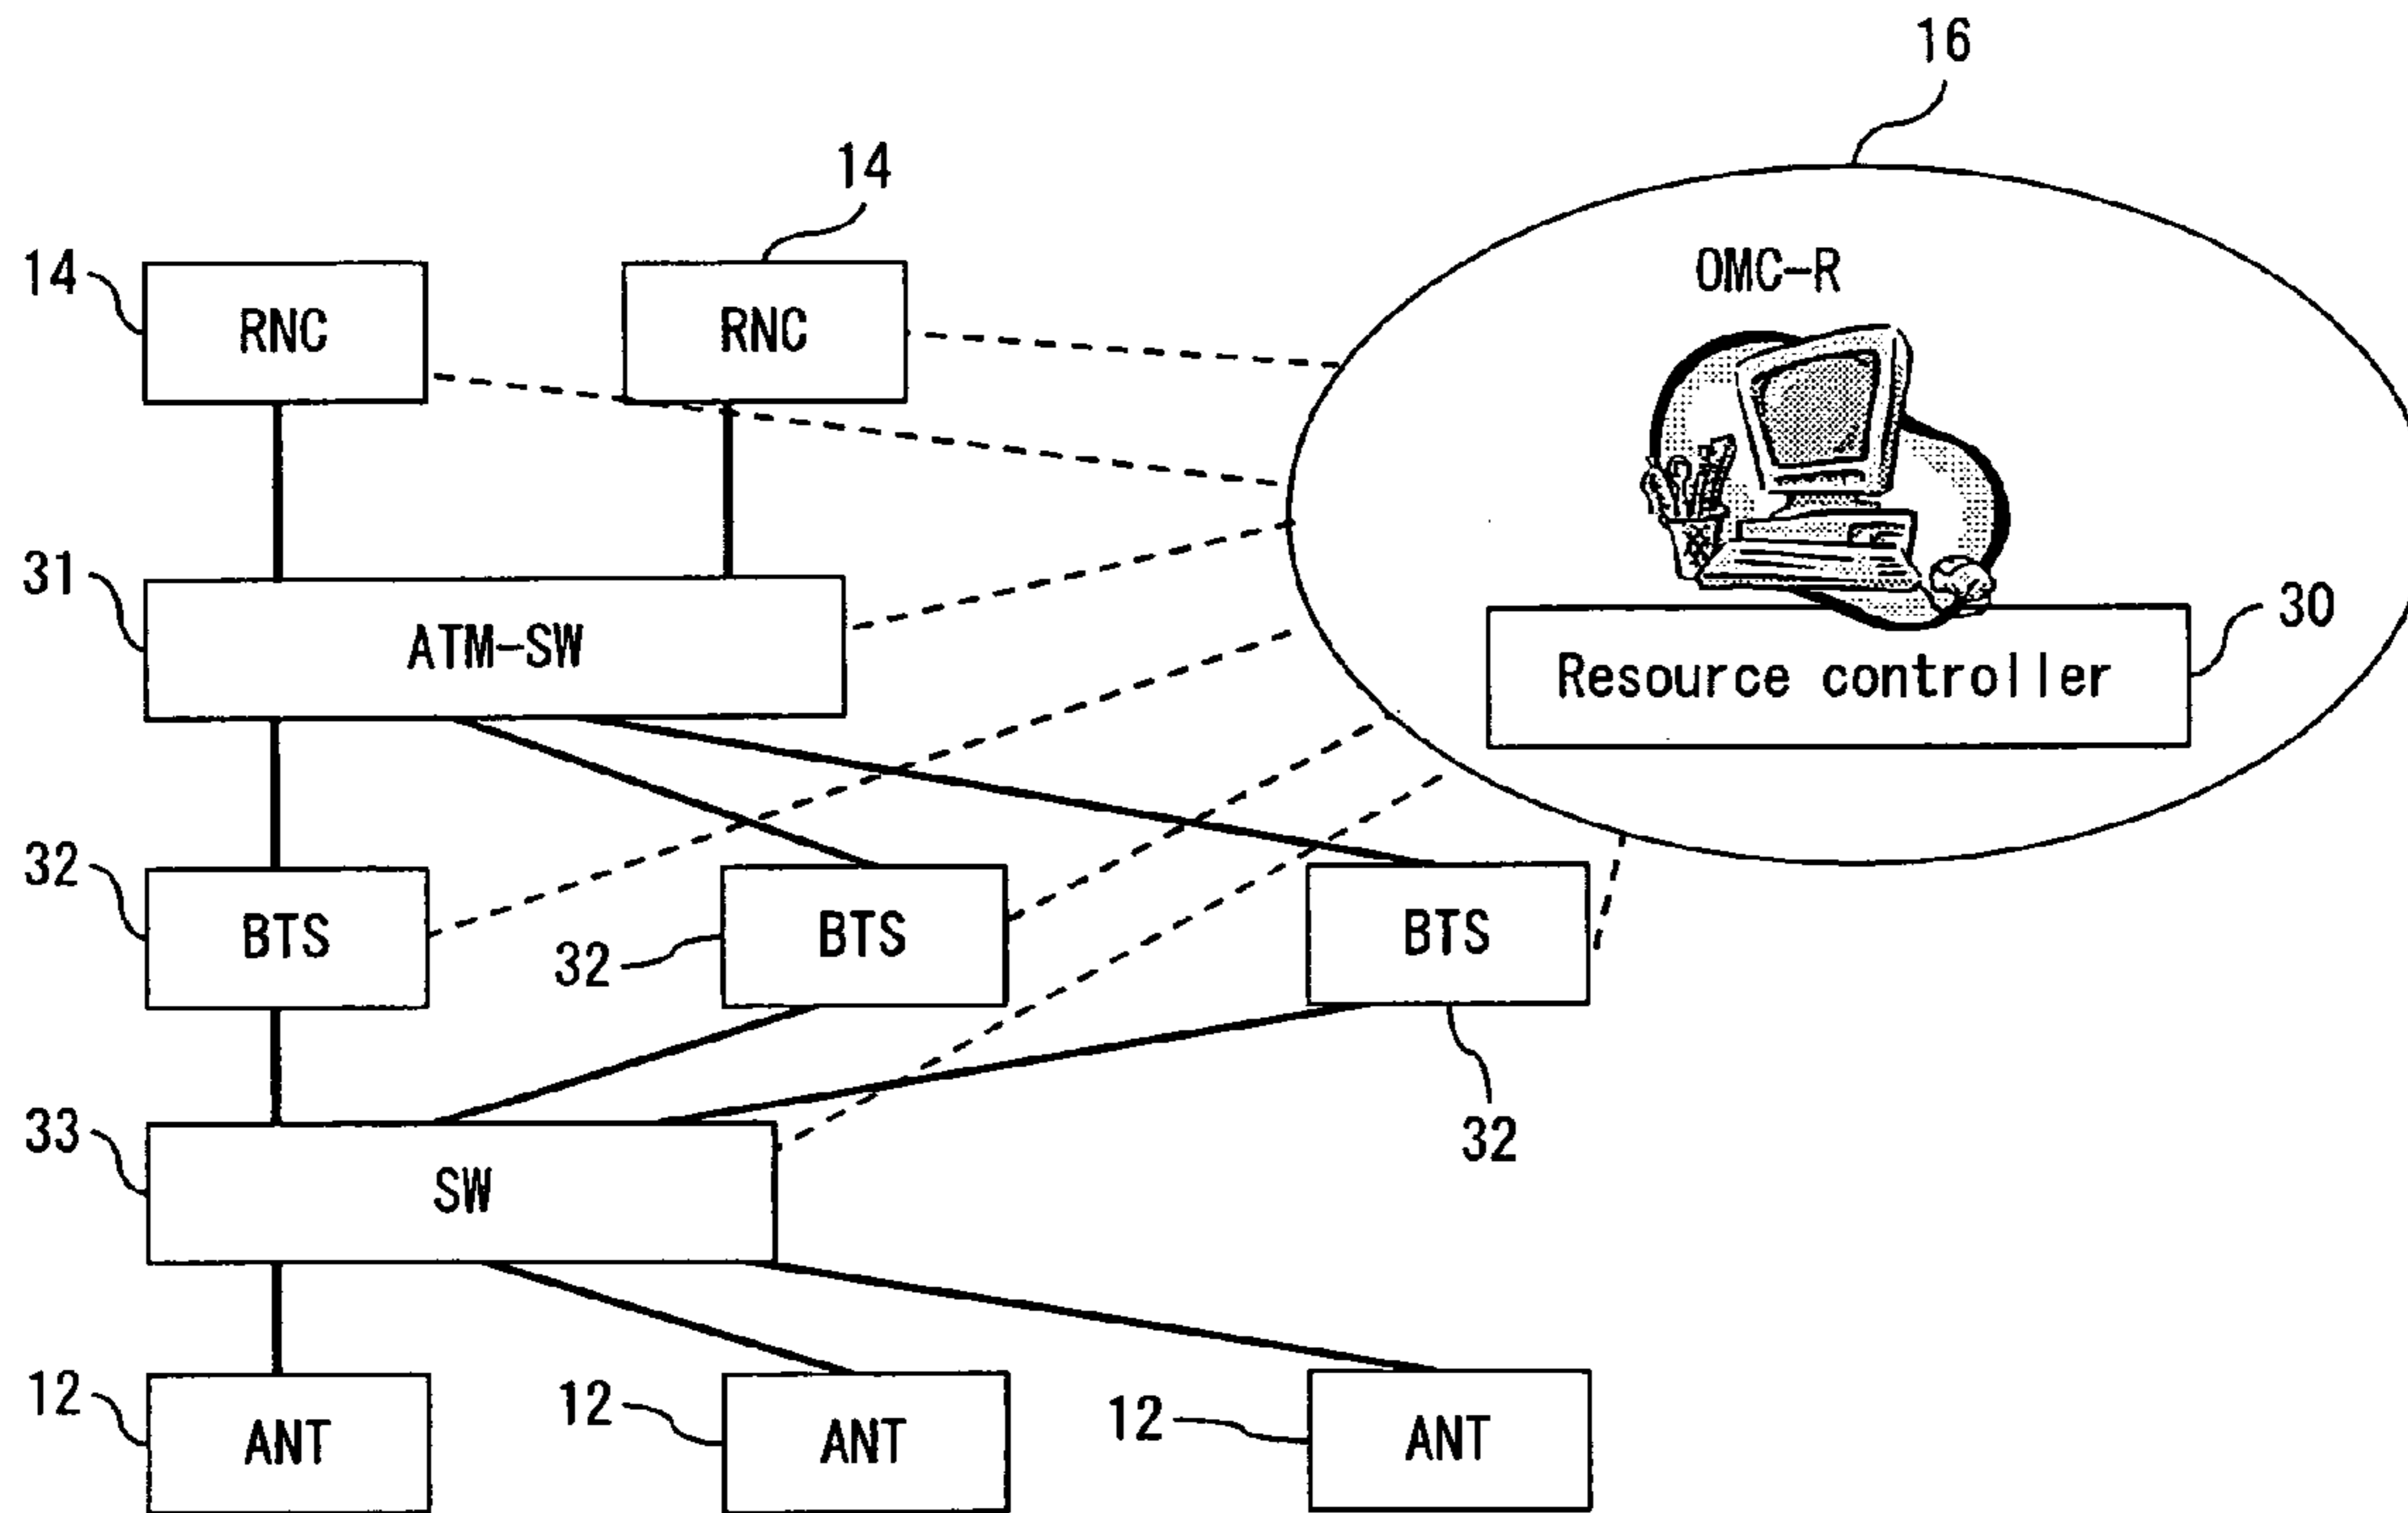 16
14
14
RNC
RNC
OMC-R
31
ATM-SW
30
Resource controller
32
BTS
32
BTS
BTS
32
33
SW
12
ANT
12
ANT
12
ANT